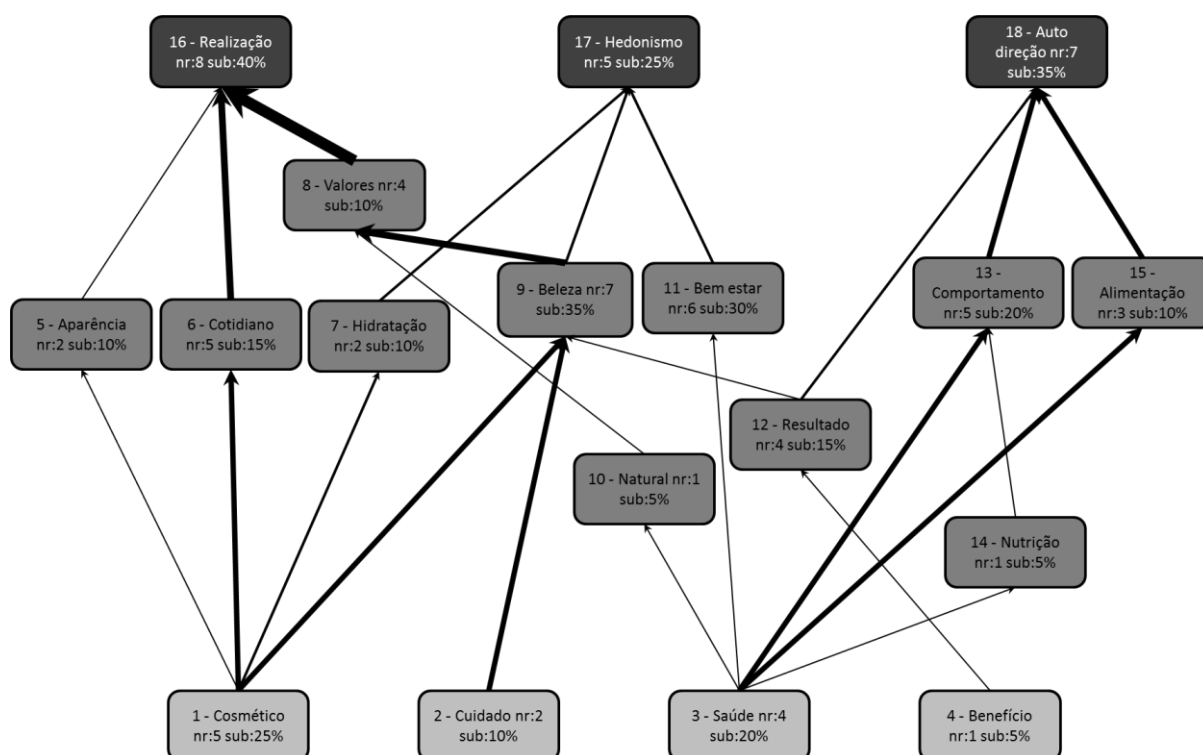 16 - Realização
nr:8 sub:40%
17 - Hedonismo
nr:5 sub:25%
18 - Auto
direção nr:7
sub:35%
8 - Valores nr:4
sub:10%
5 - Aparência
nr:2 sub:10%
6 - Cotidiano
nr:5 sub:15%
7 - Hidratação
nr:2 sub:10%
9 - Beleza nr:7
sub:35%
11 - Bem estar
nr:6 sub:30%
13 -
Comportamento
nr:5 sub:20%
15 -
Alimentação
nr:3 sub:10%
12 - Resultado
nr:4 sub:15%
10 - Natural nr:1
sub:5%
14 - Nutrição
nr:1 sub:5%
1 - Cosmético
nr:5 sub:25%
2 - Cuidado nr:2
sub:10%
3 - Saúde nr:4
sub:20%
4 - Benefício
nr:1 sub:5%